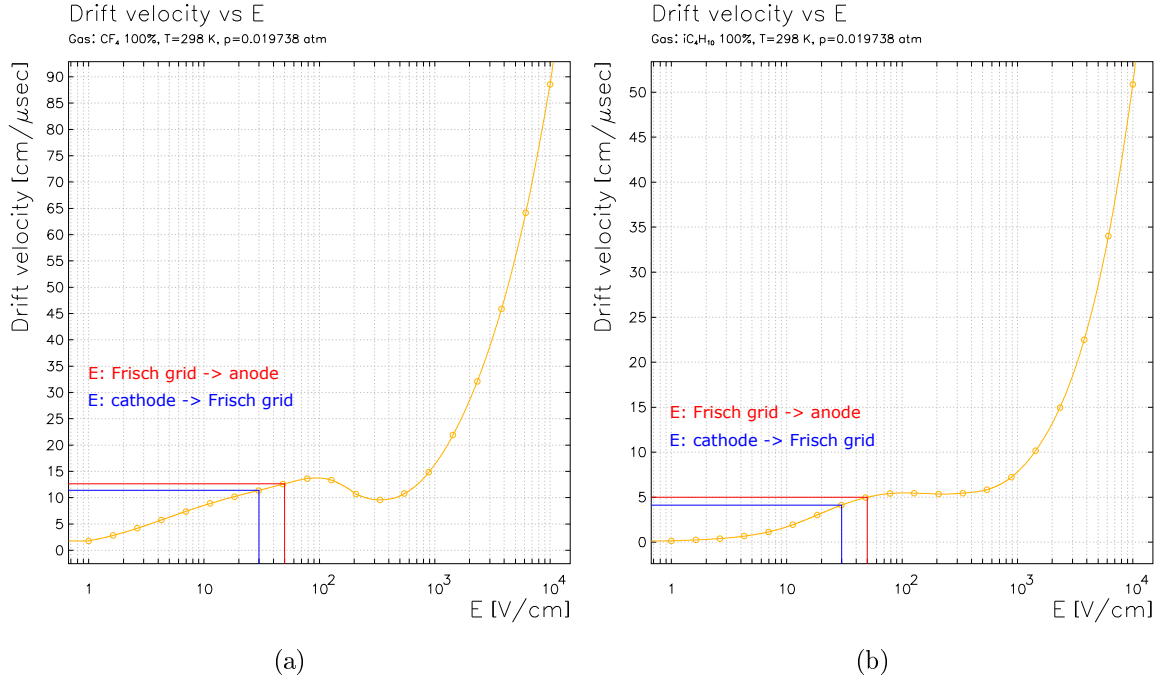 Drift velocity vs E
Gas: CF₄ 100%, T=298 K, p=0.019738 atm
Drift velocity [cm/μsec]
90
85
80
75
70
65
60
55
50
45
40
35
30
25
20
15
10
5
0
E: Frisch grid -> anode
E: cathode -> Frisch grid
1 10 10² 10³ 10⁴
E [V/cm]
(a)
Drift velocity vs E
Gas: iC₄H₁₀ 100%, T=298 K, p=0.019738 atm
Drift velocity [cm/μsec]
50
45
40
35
30
25
20
15
10
5
0
E: Frisch grid -> anode
E: cathode -> Frisch grid
1 10 10² 10³ 10⁴
E [V/cm]
(b)